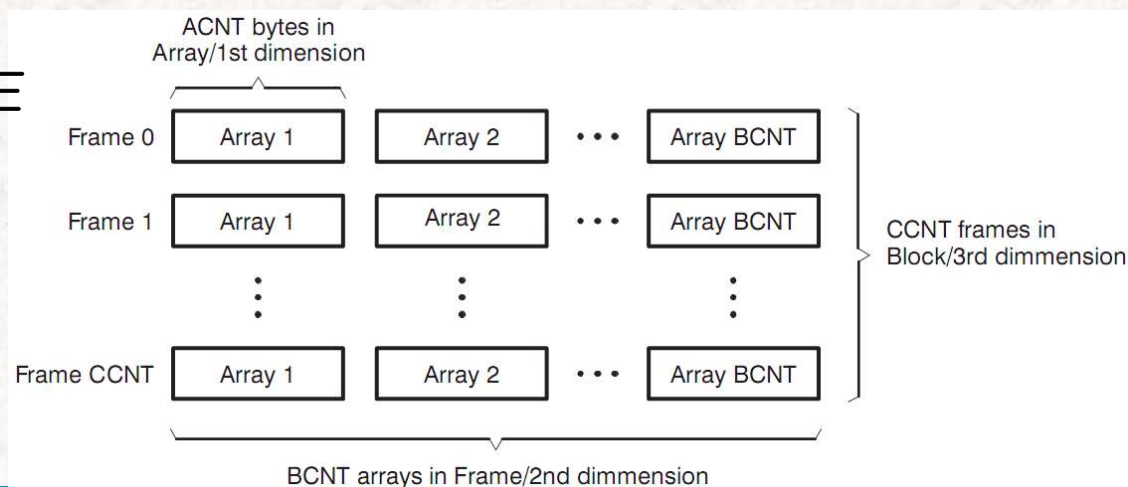 ACNT bytes in
Array/1st dimension
E
Frame 0 Array 1 Array 2 • • • Array BCNT
Frame 1 Array 1 Array 2 • • • Array BCNT
CCNT frames in
Block/3rd dimmension
Frame CCNT Array 1 Array 2 • • • Array BCNT
BCNT arrays in Frame/2nd dimmension